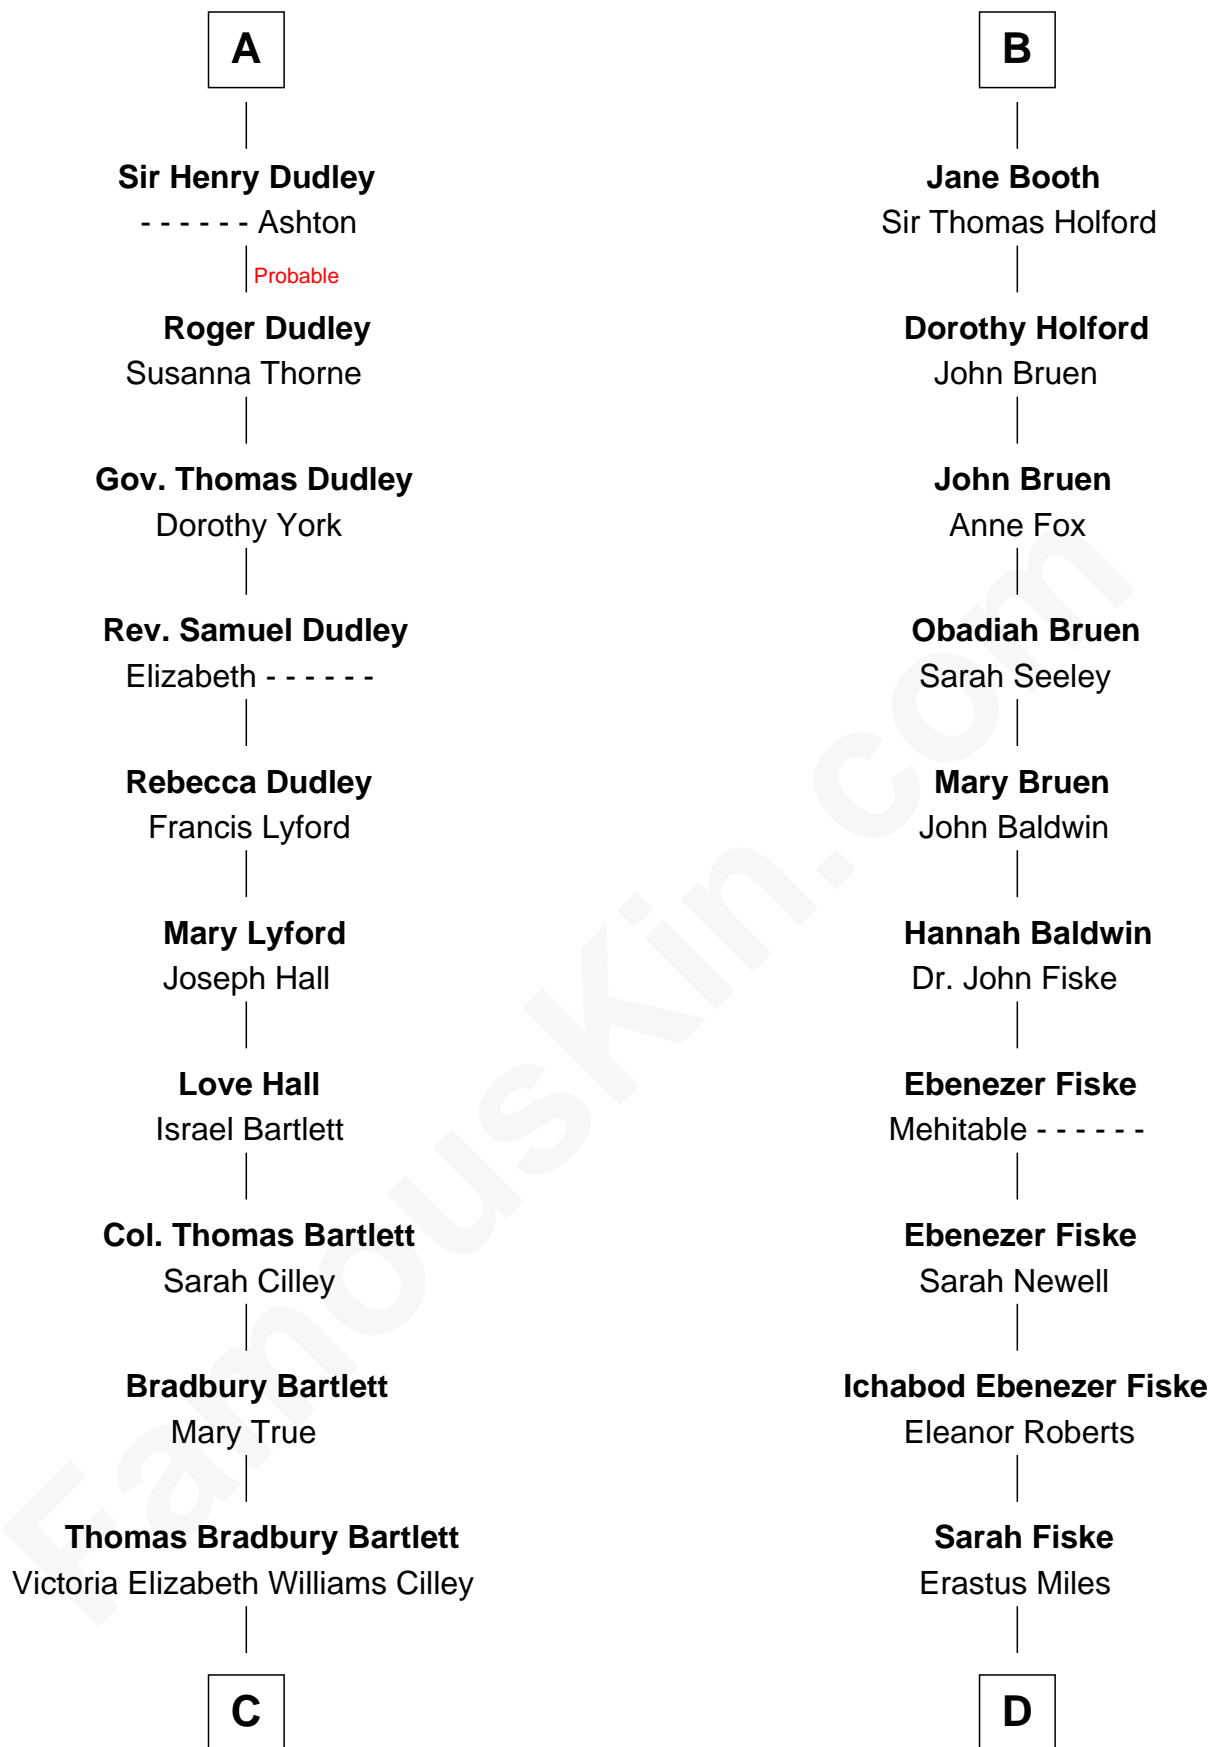 A
Sir Henry Dudley
- - - - - - Ashton
Probable
Roger Dudley
Susanna Thorne
Gov. Thomas Dudley
Dorothy York
Rev. Samuel Dudley
Elizabeth - - - - - -
Rebecca Dudley
Francis Lyford
Mary Lyford
Joseph Hall
Love Hall
Israel Bartlett
Col. Thomas Bartlett
Sarah Cilley
Bradbury Bartlett
Mary True
Thomas Bradbury Bartlett
Victoria Elizabeth Williams Cilley
C
B
Jane Booth
Sir Thomas Holford
Dorothy Holford
John Bruen
John Bruen
Anne Fox
Obadiah Bruen
Sarah Seeley
Mary Bruen
John Baldwin
Hannah Baldwin
Dr. John Fiske
Ebenezer Fiske
Mehitable - - - - - -
Ebenezer Fiske
Sarah Newell
Ichabod Ebenezer Fiske
Eleanor Roberts
Sarah Fiske
Erastus Miles
D
FamousKin.com